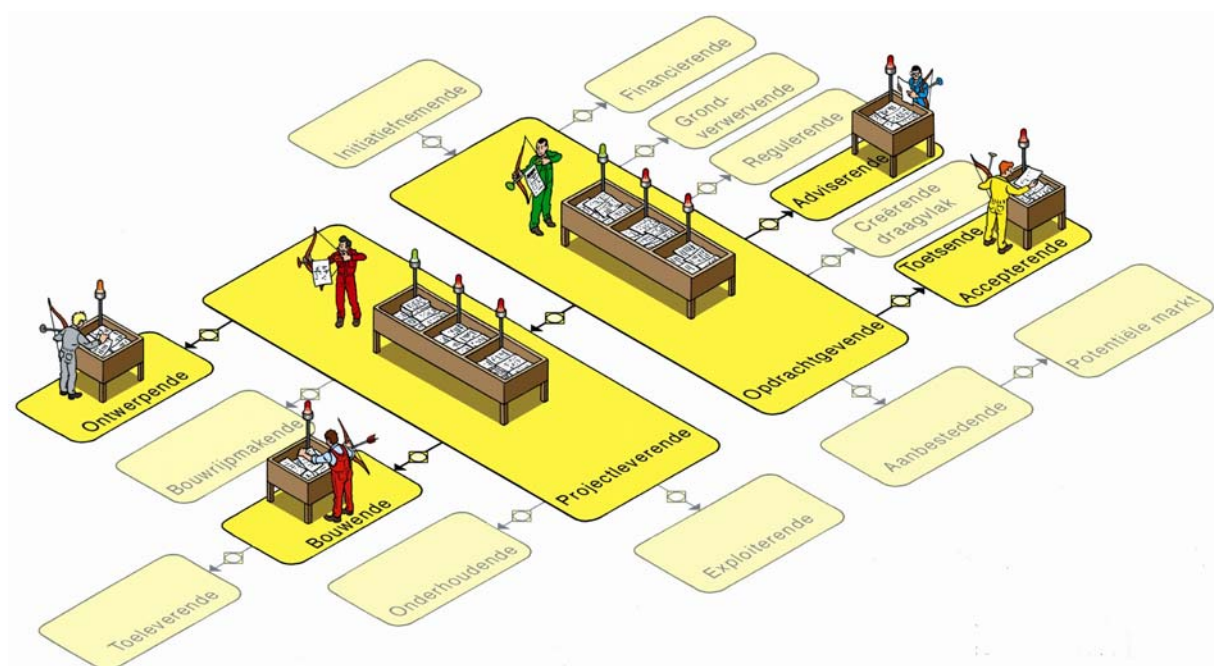 Initiatiefnemende
Financierende
Grond-
verwervende
Regulerende
Adviserende
Creërende
draagvlak
Toetsende
Accepterende
Opdrachtgevende
Potentiële markt
Aanbestedende
Ontwerpende
Bouwrijpmakende
Projectleverende
Bouwende
Exploiterende
Onderhoudende
Toeleverende